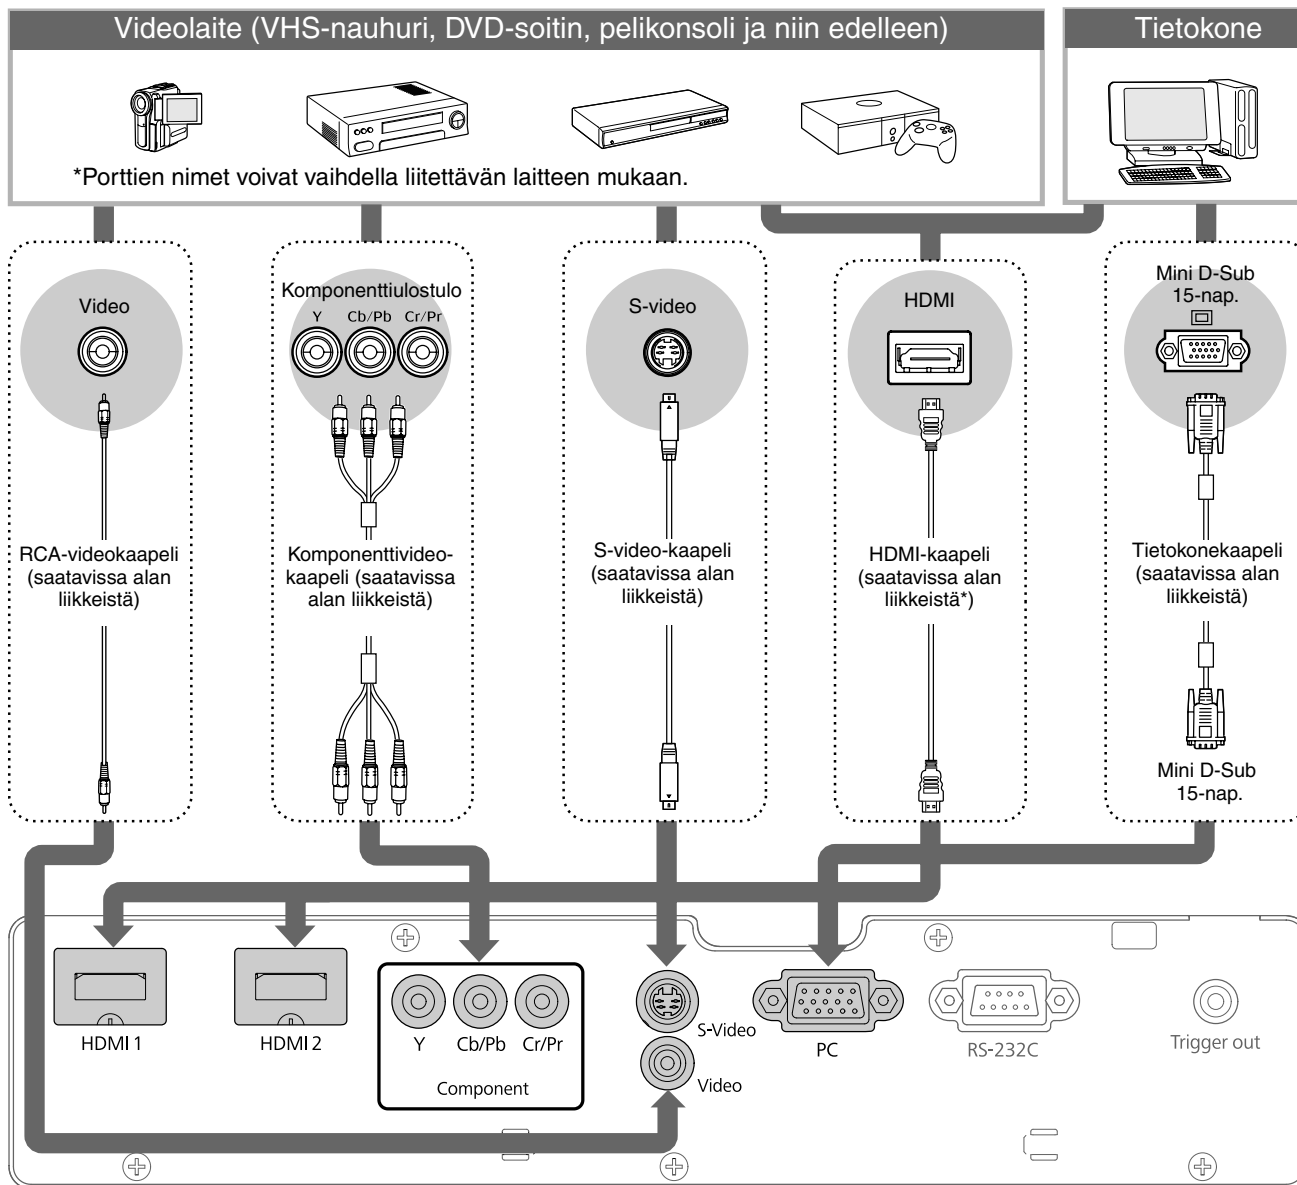 Videolaite (VHS-nauhuri, DVD-soitin, pelikonsoli ja niin edelleen)
Tietokone
*Porttien nimet voivat vaihdella liitettävän laitteen mukaan.
Video
Komponenttiulostulo
Y Cb/Pb Cr/Pr
S-video
HDMI
Mini D-Sub
15-nap.
RCA-videokaapeli
(saatavissa alan
liikkeistä)
Komponenttivideo-
kaapeli (saatavissa
alan liikkeistä)
S-video-kaapeli
(saatavissa alan
liikkeistä)
HDMI-kaapeli
(saatavissa alan
liikkeistä*)
Tietokonekaapeli
(saatavissa alan
liikkeistä)
Mini D-Sub
15-nap.
HDMI 1
HDMI 2
Y Cb/Pb Cr/Pr
Component
S-Video
Video
PC
RS-232C
Trigger out